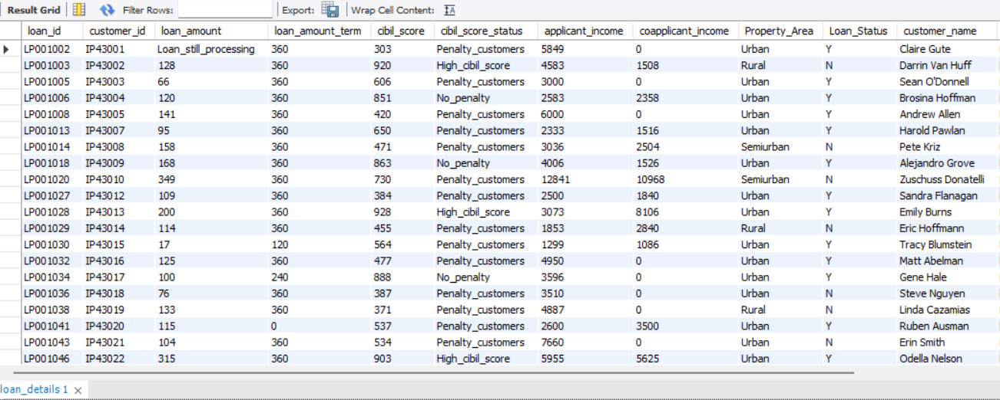 Result Grid Filter Rows: Export: Wrap Cell Content: IA
loan_id customer_id loan_amount loan_amount_term cibil_score cibil_score_status applicant_income coapplicant_income Property_Area Loan_Status customer_name
LP001002 IP43001 Loan_still_processing 360 303 Penalty_customers 5849 0 Urban Y Claire Gute
LP001003 IP43002 128 360 920 High_cibil_score 4583 1508 Rural N Darrin Van Huff
LP001005 IP43003 66 360 606 Penalty_customers 3000 0 Urban Y Sean O'Donnell
LP001006 IP43004 120 360 851 No_penalty 2583 2358 Urban Y Brosina Hoffman
LP001008 IP43005 141 360 420 Penalty_customers 6000 0 Urban Y Andrew Allen
LP001013 IP43007 95 360 650 Penalty_customers 2333 1516 Urban Y Harold Pawlan
LP001014 IP43008 158 360 471 Penalty_customers 3036 2504 Semiurban N Pete Kriz
LP001018 IP43009 168 360 863 No_penalty 4006 1526 Urban Y Alejandro Grove
LP001020 IP43010 349 360 730 Penalty_customers 12841 10968 Semiurban N Zuschuss Donatelli
LP001027 IP43012 109 360 384 Penalty_customers 2500 1840 Urban Y Sandra Flanagan
LP001028 IP43013 200 360 928 High_cibil_score 3073 8106 Urban Y Emily Burns
LP001029 IP43014 114 360 455 Penalty_customers 1853 2840 Rural N Eric Hoffmann
LP001030 IP43015 17 120 564 Penalty_customers 1299 1086 Urban Y Tracy Blumstein
LP001032 IP43016 125 360 477 Penalty_customers 4950 0 Urban Y Matt Abelman
LP001034 IP43017 100 240 888 No_penalty 3596 0 Urban Y Gene Hale
LP001036 IP43018 76 360 387 Penalty_customers 3510 0 Urban N Steve Nguyen
LP001038 IP43019 133 360 371 Penalty_customers 4887 0 Rural N Linda Cazamias
LP001041 IP43020 115 0 537 Penalty_customers 2600 3500 Urban Y Ruben Ausman
LP001043 IP43021 104 360 534 Penalty_customers 7660 0 Urban N Erin Smith
LP001046 IP43022 315 360 903 High_cibil_score 5955 5625 Urban Y Odella Nelson
loan_details 1